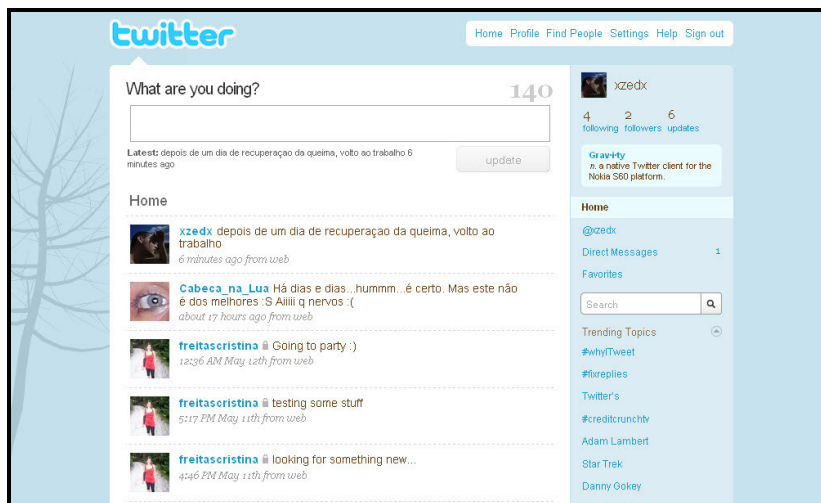 twitter
Home Profile Find People Settings Help Sign out
What are you doing?
140
Latest: depois de um dia de recuperaçao da queima, volto ao trabalho 6
minutes ago
update
Home
xzedx depois de um dia de recuperaçao da queima, volto ao
trabalho
6 minutes ago from web
Cabeca_na_Lua Há dias e dias...hummm...é certo. Mas este não
é dos melhores :S Aiiiii q nervos :(
about 17 hours ago from web
freitascristina Going to party :)
12:36 AM May 12th from web
freitascristina testing some stuff
5:17 PM May 11th from web
freitascristina looking for something new...
4:46 PM May 11th from web
xzedx
4 2 6
following followers updates
Grav·i·ty
n. a native Twitter client for the
Nokia S60 platform.
Home
@xzedx
Direct Messages 1
Favorites
Search
Trending Topics
#whyITweet
#fixreplies
Twitter's
#creditcrunchtv
Adam Lambert
Star Trek
Danny Gokey